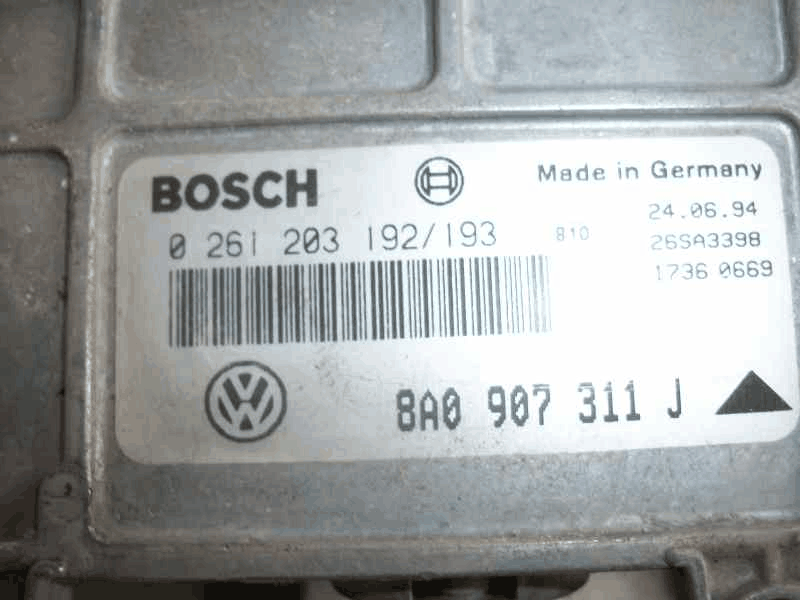 BOSCH
Made in Germany
24.06.94
0 261 203 192/193 810
26SA3398
1736 0669
8A0 907 311 J